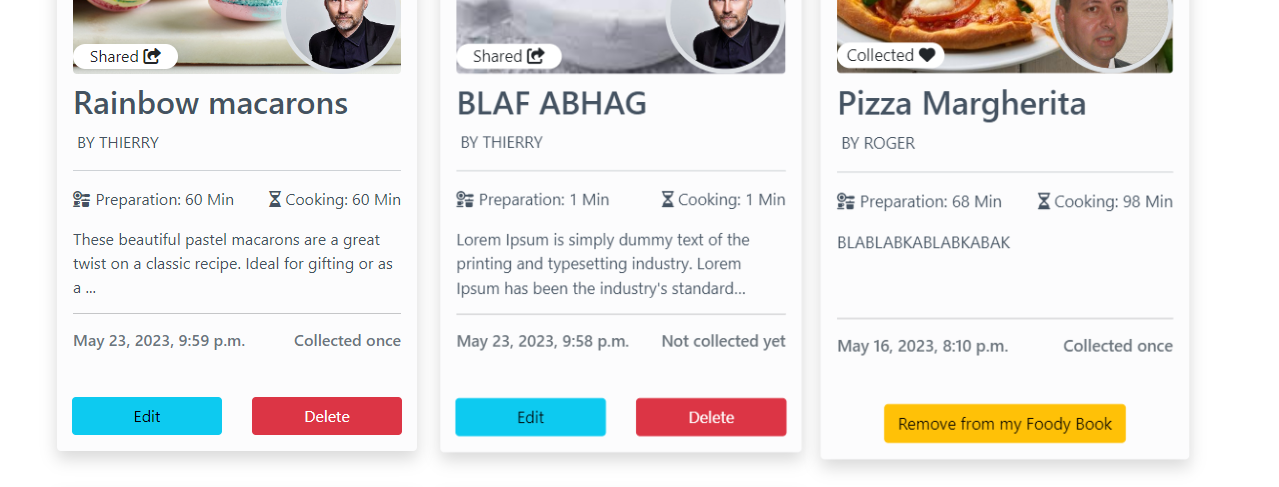 Shared
Rainbow macarons
BY THIERRY
Preparation: 60 Min
Cooking: 60 Min
These beautiful pastel macarons are a great
twist on a classic recipe. Ideal for gifting or as
a ...
May 23, 2023, 9:59 p.m.
Collected once
Edit
Delete
Shared
BLAF ABHAG
BY THIERRY
Preparation: 1 Min
Cooking: 1 Min
Lorem Ipsum is simply dummy text of the
printing and typesetting industry. Lorem
Ipsum has been the industry's standard...
May 23, 2023, 9:58 p.m.
Not collected yet
Edit
Delete
Collected
Pizza Margherita
BY ROGER
Preparation: 68 Min
Cooking: 98 Min
BLABLABKABLABKABAK
May 16, 2023, 8:10 p.m.
Collected once
Remove from my Foody Book